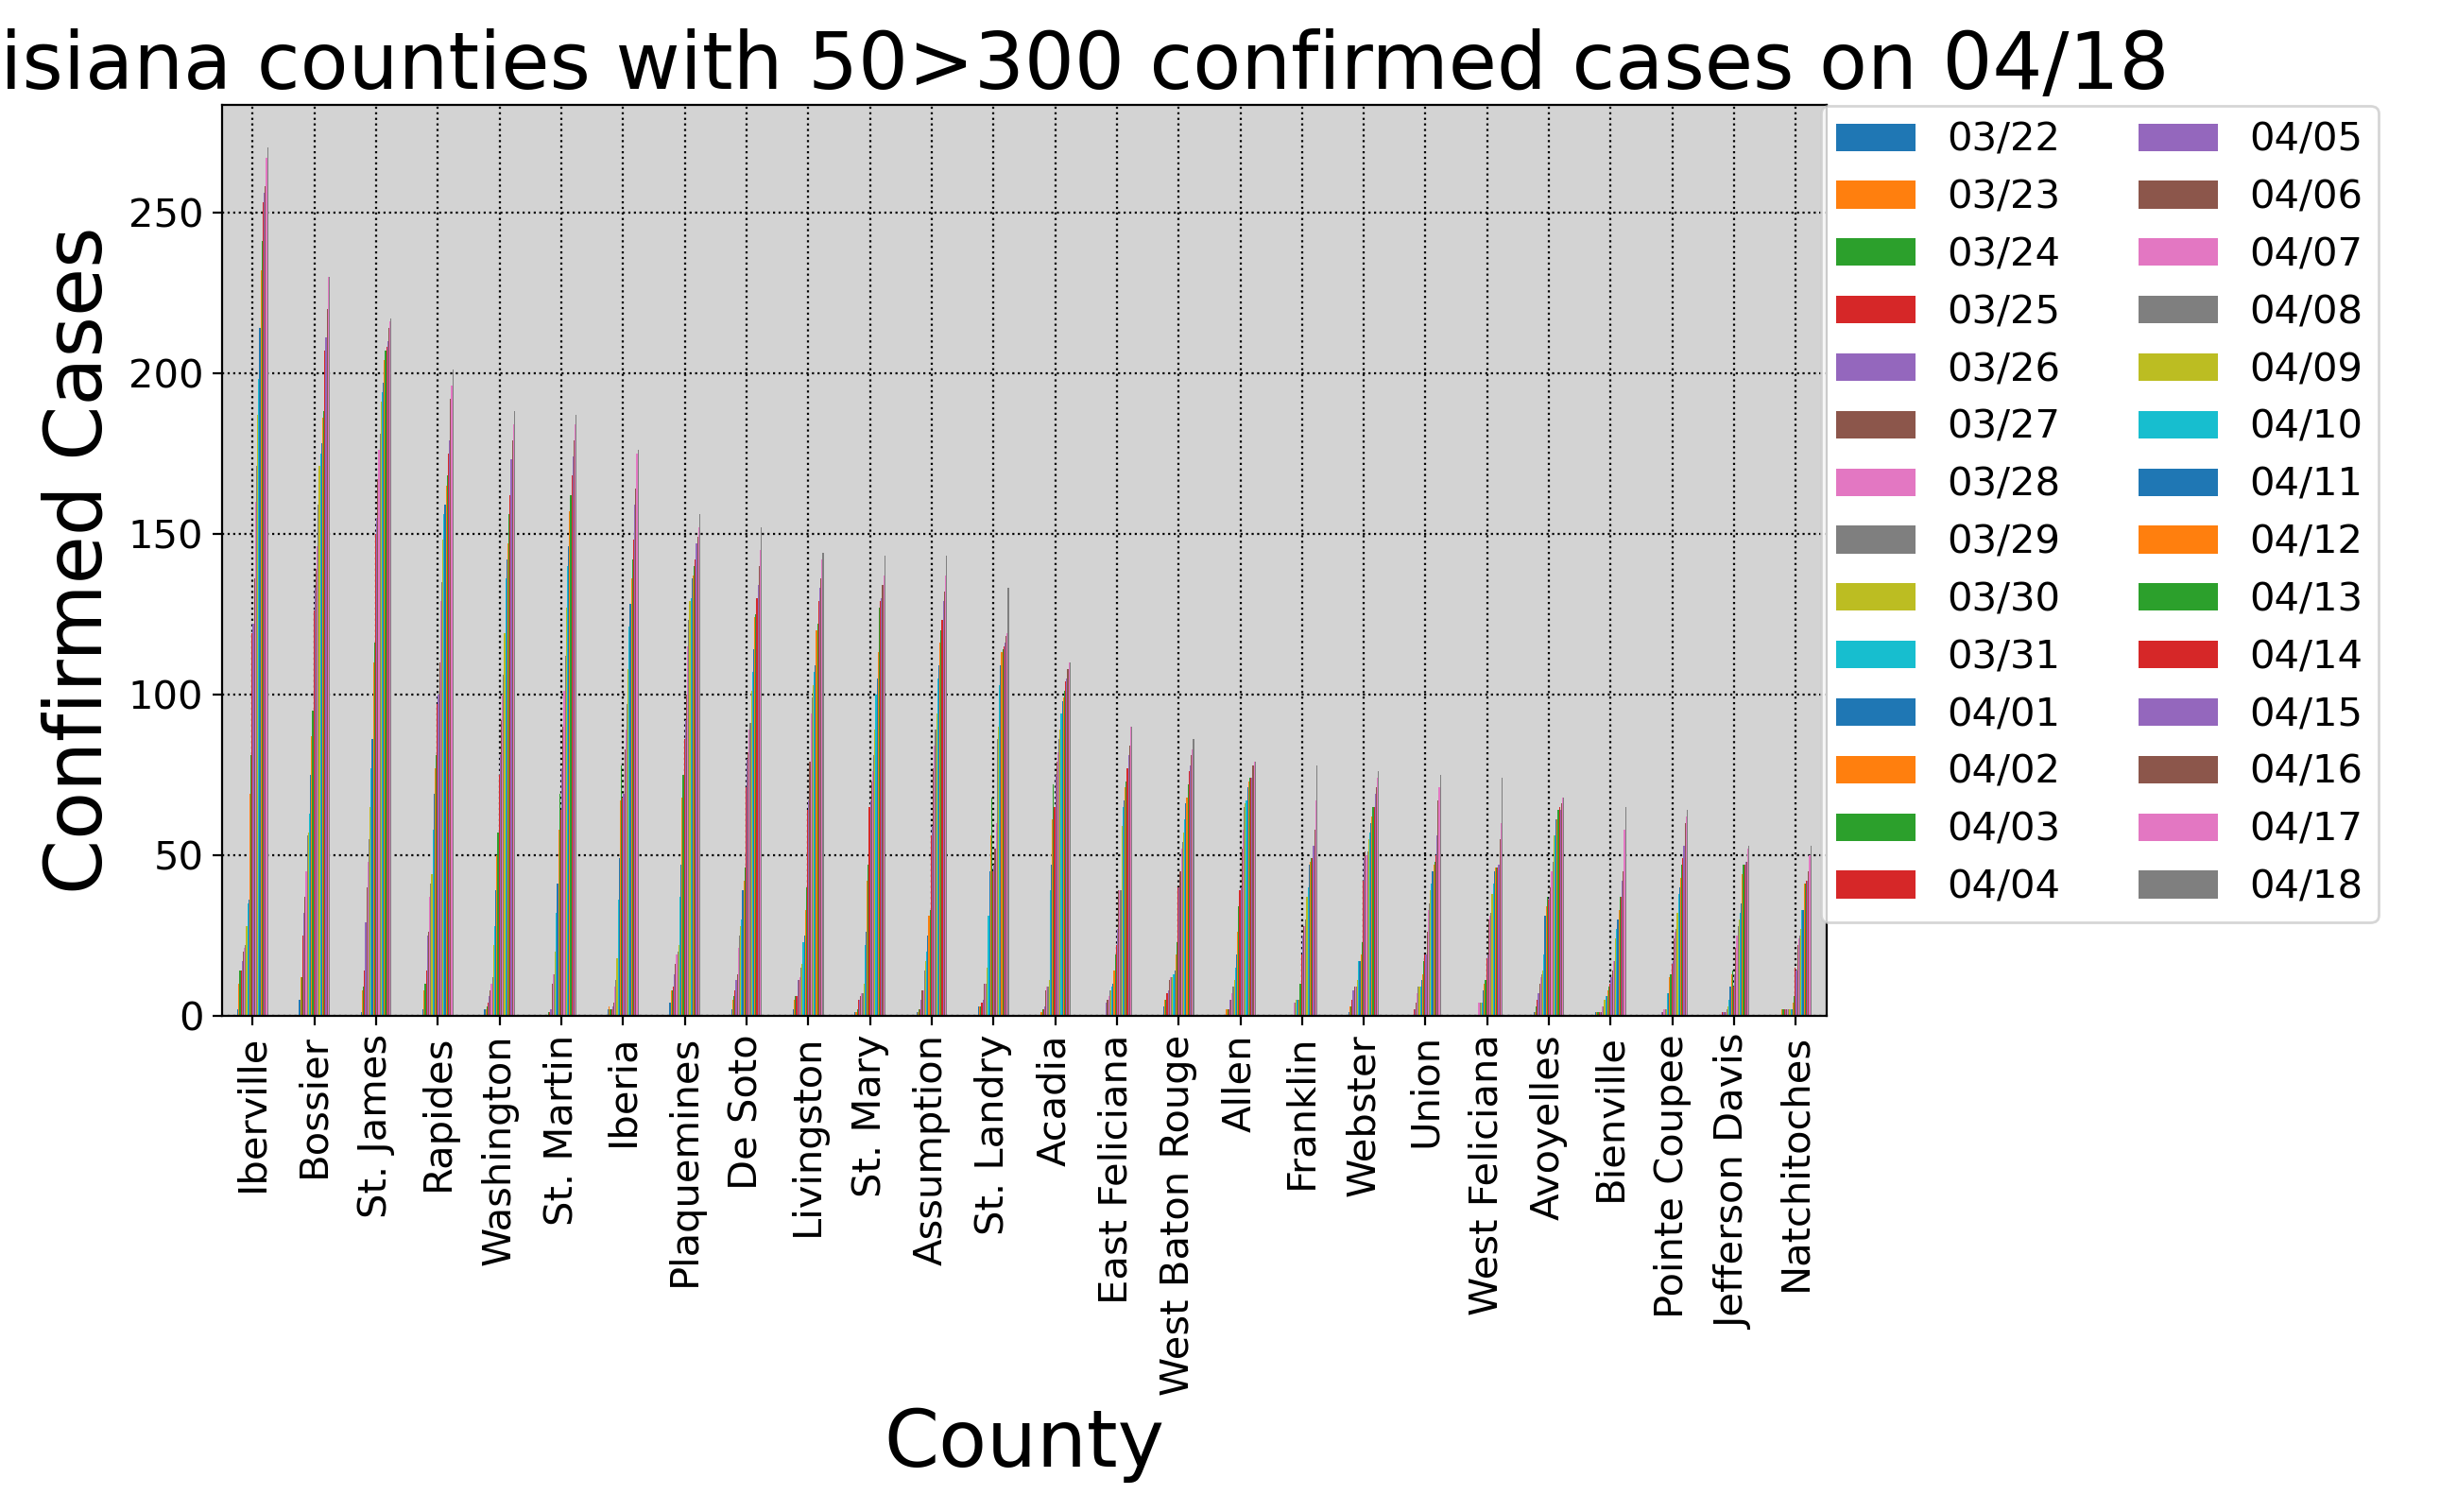 isiana counties with 50>300 confirmed cases on 04/18
Confirmed Cases
250
200
150
100
50
0
Iberville
Bossier
St. James
Rapides
Washington
St. Martin
Iberia
Plaquemines
De Soto
Livingston
St. Mary
Assumption
St. Landry
Acadia
East Feliciana
West Baton Rouge
Allen
Franklin
Webster
Union
West Feliciana
Avoyelles
Bienville
Pointe Coupee
Jefferson Davis
Natchitoches
County
03/22
03/23
03/24
03/25
03/26
03/27
03/28
03/29
03/30
03/31
04/01
04/02
04/03
04/04
04/05
04/06
04/07
04/08
04/09
04/10
04/11
04/12
04/13
04/14
04/15
04/16
04/17
04/18